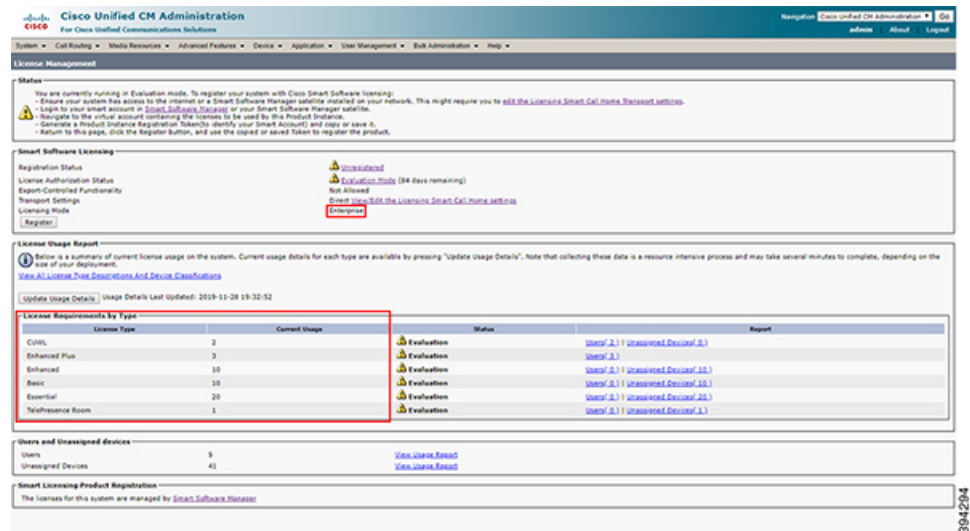 Cisco Unified CM Administration
For Cisco Unified Communications Solutions
Navigation Cisco Unified CM Administration Go
admin About Logout
System Call Routing Media Resources Advanced Features Device Application User Management Bulk Administration Help
License Management
Status
You are currently running in Evaluation mode. To register your system with Cisco Smart Software licensing:
- Ensure your system has access to the internet or a Smart Software Manager satellite installed on your network. This might require you to edit the Licensing Smart Call Home Transport settings.
- Login to your smart account in Smart Software Manager or your Smart Software Manager satellite.
- Navigate to the virtual account containing the licenses to be used by this Product Instance.
- Generate a Product Instance Registration Token(to identify your Smart Account) and copy or save it.
- Return to this page, click the Register button, and use the copied or saved Token to register the product.
Smart Software Licensing
Registration Status Unregistered
License Authorization Status Evaluation Mode (84 days remaining)
Export-Controlled Functionality Not Allowed
Transport Settings Direct View/Edit the Licensing Smart Call Home settings
Licensing Mode Enterprise
Register
License Usage Report
Below is a summary of current license usage on the system. Current usage details for each type are available by pressing "Update Usage Details". Note that collecting these data is a resource intensive process and may take several minutes to complete, depending on the
size of your deployment.
View All License Type Descriptions And Device Classifications
Update Usage Details Usage Details Last Updated: 2019-11-28 19:32:52
License Requirements by Type
License Type Current Usage Status Report
CUWL 2 Evaluation Users( 2 ) | Unassigned Devices( 0 )
Enhanced Plus 3 Evaluation Users( 3 )
Enhanced 10 Evaluation Users( 0 ) | Unassigned Devices( 10 )
Basic 10 Evaluation Users( 0 ) | Unassigned Devices( 10 )
Essential 20 Evaluation Users( 0 ) | Unassigned Devices( 20 )
TelePresence Room 1 Evaluation Users( 0 ) | Unassigned Devices( 1 )
Users and Unassigned devices
Users 5 View Usage Report
Unassigned Devices 41 View Usage Report
Smart Licensing Product Registration
The licenses for this system are managed by Smart Software Manager
394294